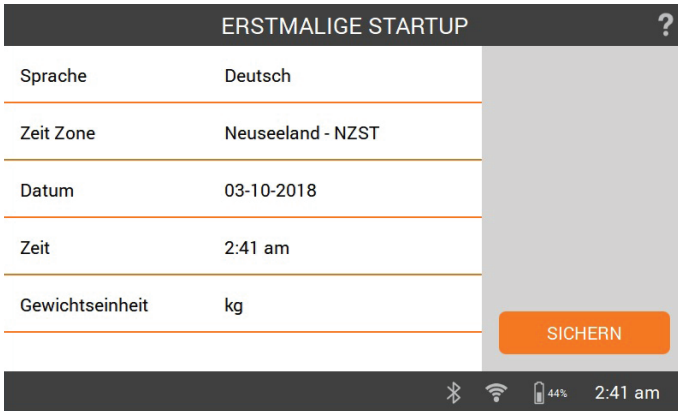 ERSTMALIGE STARTUP ?
Sprache Deutsch
Zeit Zone Neuseeland - NZST
Datum 03-10-2018
Zeit 2:41 am
Gewichtseinheit kg
SICHERN
44% 2:41 am